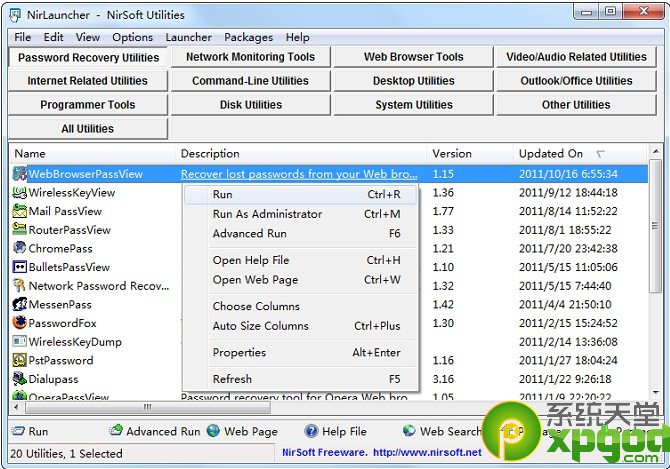 NirLauncher - NirSoft Utilities
File Edit View Options Launcher Packages Help
Password Recovery Utilities Network Monitoring Tools Web Browser Tools Video/Audio Related Utilities
Internet Related Utilities Command-Line Utilities Desktop Utilities Outlook/Office Utilities
Programmer Tools Disk Utilities System Utilities Other Utilities
All Utilities
Name Description Version Updated On
WebBrowserPassView Recover lost passwords from your Web bro... 1.15 2011/10/16 6:55:34
WirelessKeyView 1.36 2011/9/12 18:44:18
Mail PassView 1.77 2011/8/14 11:52:22
RouterPassView 1.33 2011/8/1 18:55:22
ChromePass 1.21 2011/7/20 23:42:38
BulletsPassView 1.10 2011/5/15 11:05:06
Network Password Recov... 1.32 2011/5/15 7:44:40
MessenPass 1.42 2011/4/4 21:50:10
PasswordFox 1.30 2011/2/15 15:24:52
WirelessKeyDump 2011/2/14 13:36:08
PstPassword 1.16 2011/1/27 18:04:24
Dialupass 3.16 2011/1/22 9:26:18
OperaPassView Password recovery tool for Opera Web bro... 1.05 2011/1/9 22:20:22
Run Ctrl+R
Run As Administrator Ctrl+M
Advanced Run F6
Open Help File Ctrl+H
Open Web Page Ctrl+W
Choose Columns
Auto Size Columns Ctrl+Plus
Properties Alt+Enter
Refresh F5
Run Advanced Run Web Page Help File Web Search
20 Utilities, 1 Selected NirSoft Freeware. http://www.nirsoft.net
系统天堂
xpgod
.com